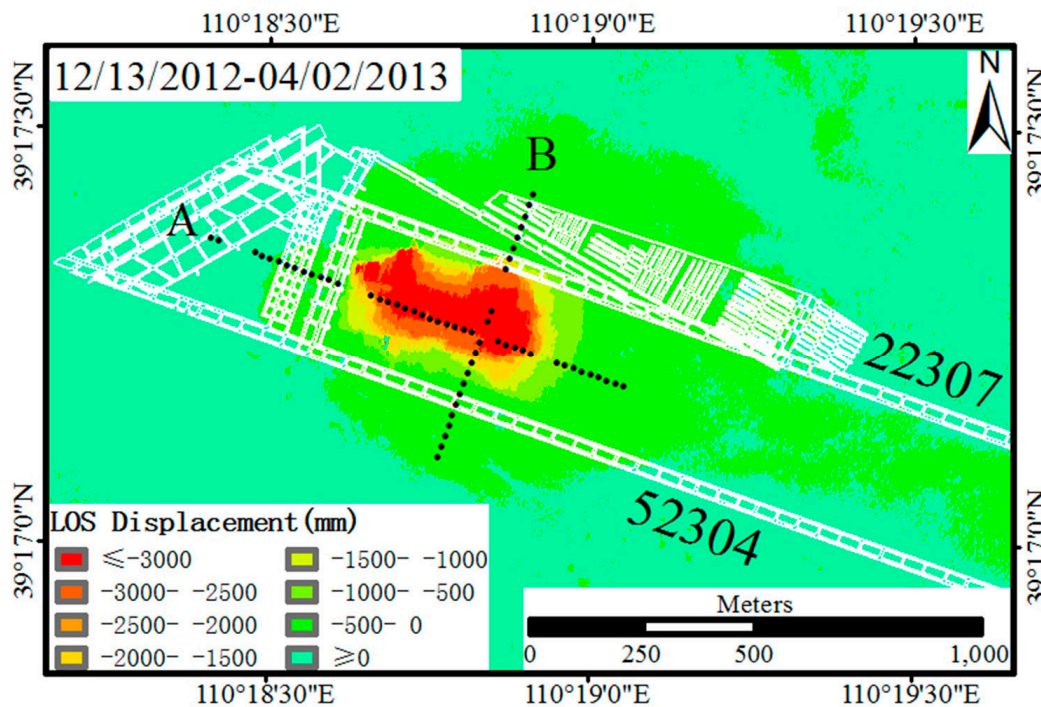 110°18'30"E 110°19'0"E 110°19'30"E
12/13/2012-04/02/2013
N
39°17'30"N
39°17'30"N
B
A
22307
52304
39°17'0"N
39°17'0"N
LOS Displacement(mm)
≤-3000
-3000- -2500
-2500- -2000
-2000- -1500
-1500- -1000
-1000- -500
-500- 0
≥0
Meters
0 250 500 1,000
110°18'30"E 110°19'0"E 110°19'30"E